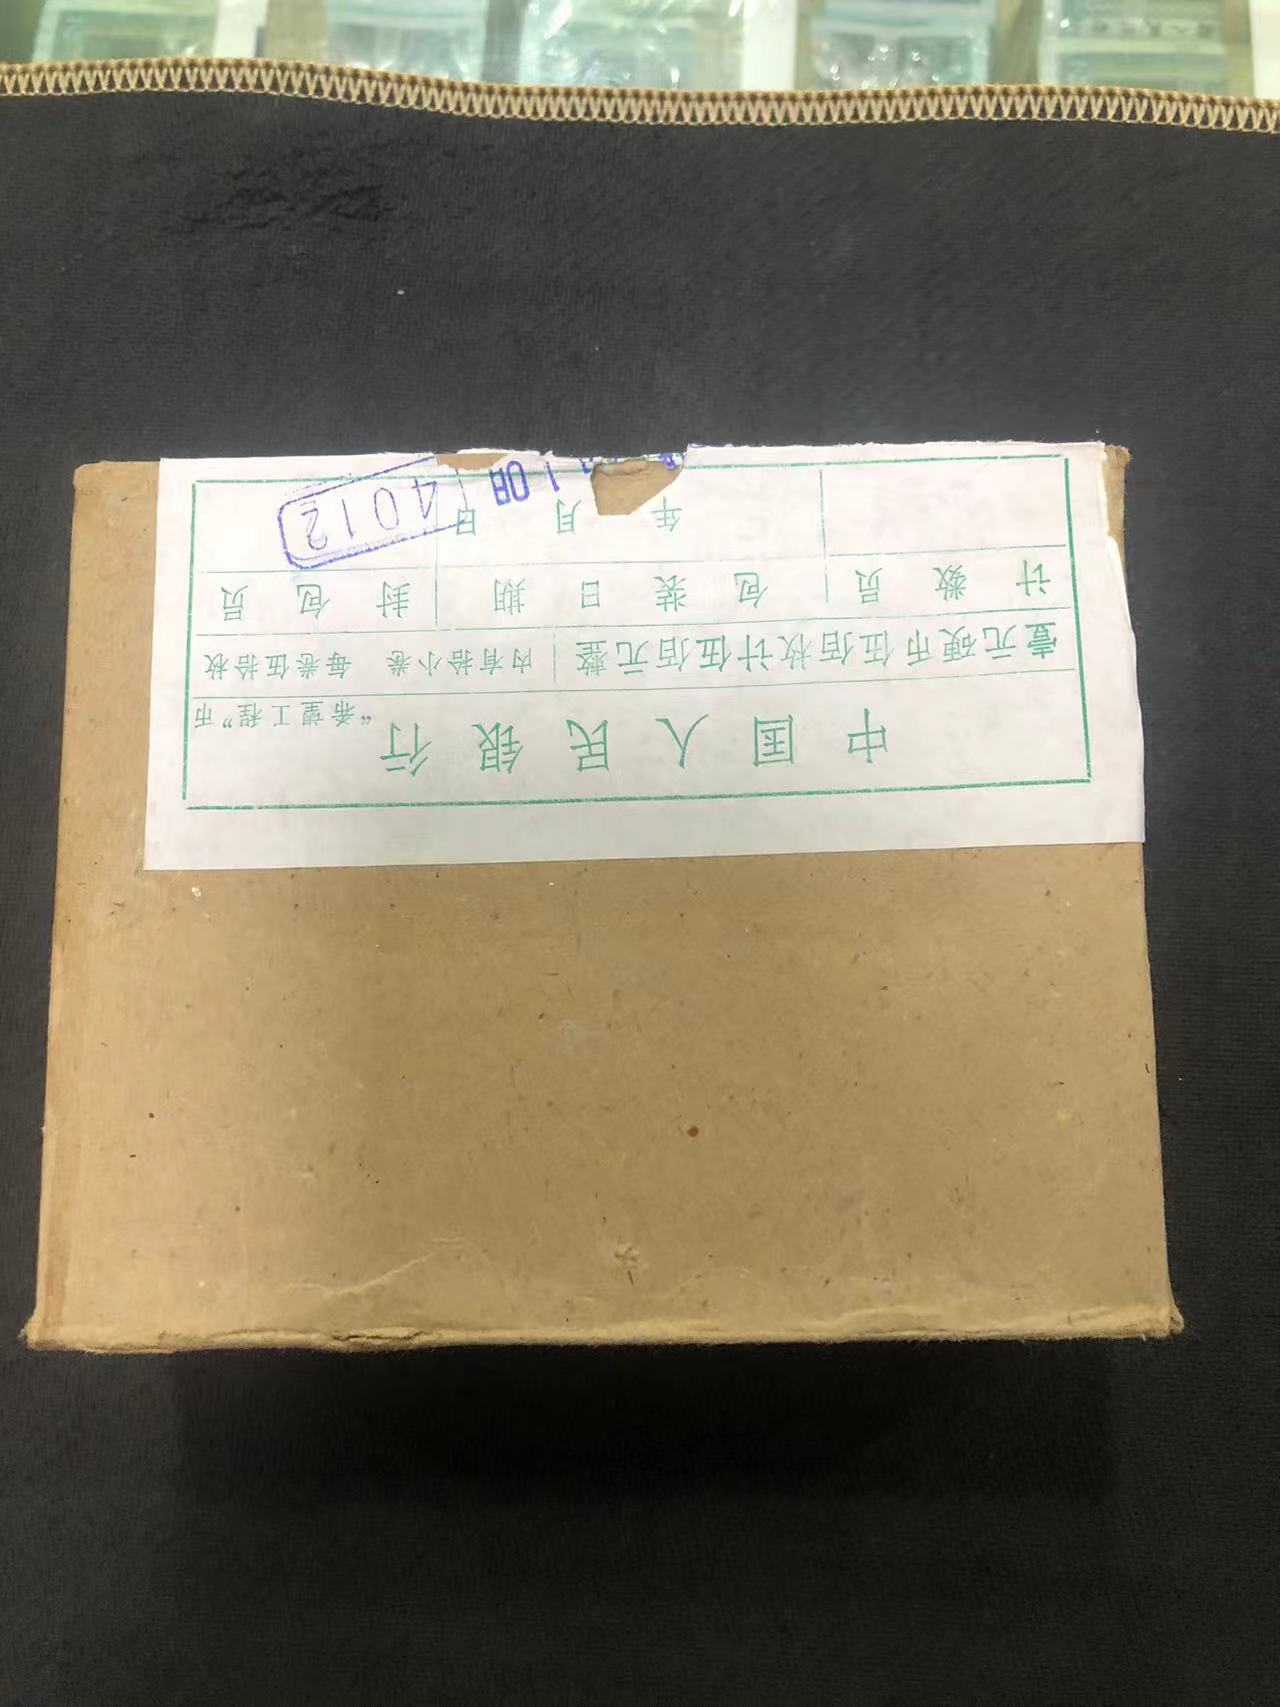 中国人民银行 “希望工程”币
壹元硬币伍佰枚计伍佰元整 内有拾小卷 每卷伍拾枚
计数员 包装日期 封包员
年 月 日
4012